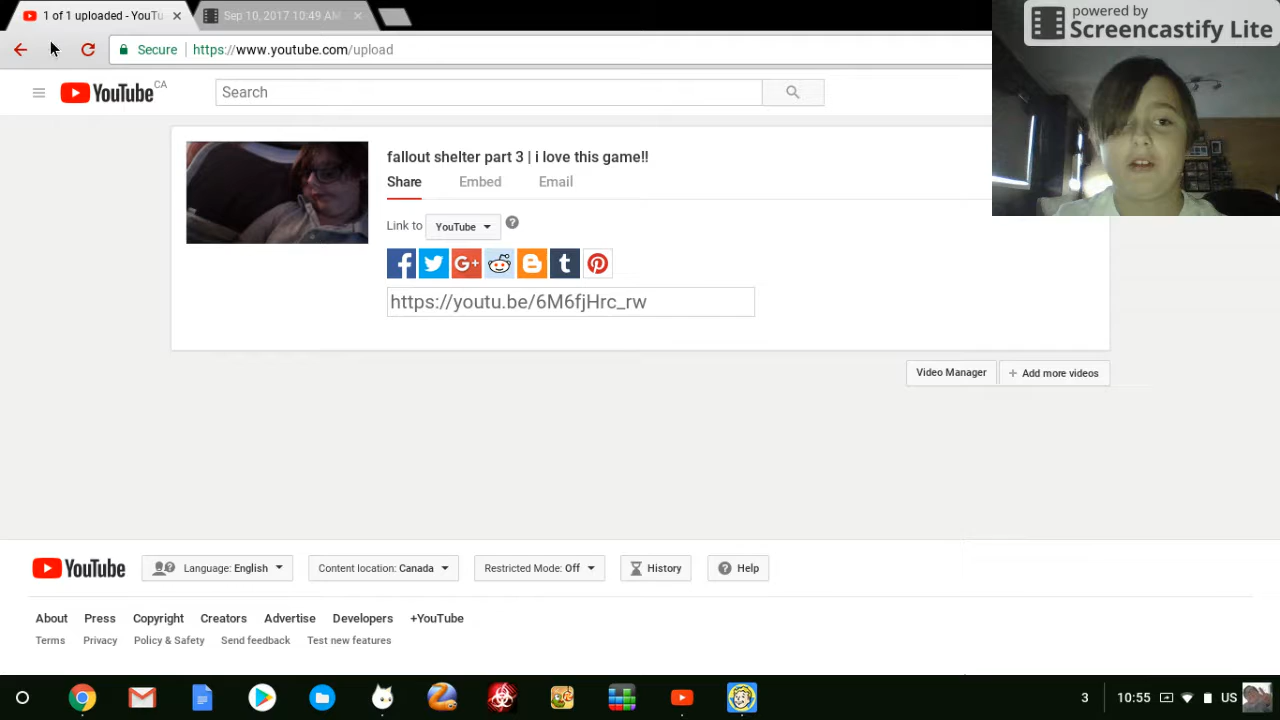 1 of 1 uploaded - YouTu
Sep 10, 2017 10:49 AM
powered by
Screencastify Lite
Secure
https://www.youtube.com/upload
YouTube CA
Search
fallout shelter part 3 | i love this game!!
Share Embed Email
Link to YouTube ?
https://youtu.be/6M6fjHrc_rw
Video Manager
+ Add more videos
YouTube
Language: English
Content location: Canada
Restricted Mode: Off
History
Help
About Press Copyright Creators Advertise Developers +YouTube
Terms Privacy Policy & Safety Send feedback Test new features
3 10:55 US